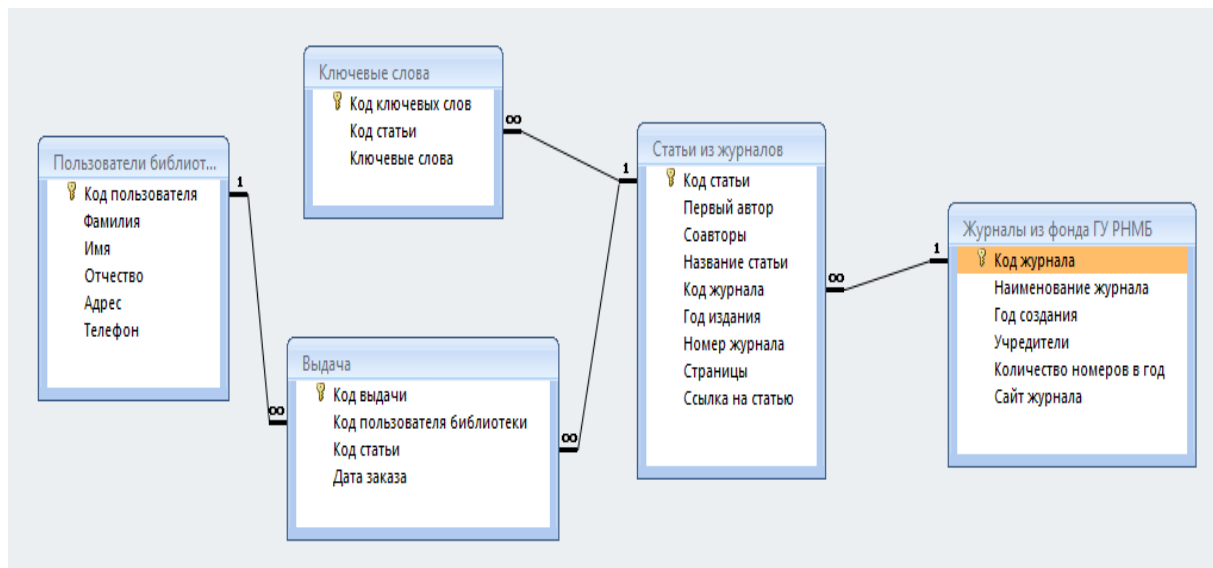 Пользователи библиот...
Код пользователя
Фамилия
Имя
Отчество
Адрес
Телефон
1
∞
Ключевые слова
Код ключевых слов
Код статьи
Ключевые слова
∞
Выдача
Код выдачи
Код пользователя библиотеки
Код статьи
Дата заказа
∞
1
Статьи из журналов
Код статьи
Первый автор
Соавторы
Название статьи
Код журнала
Год издания
Номер журнала
Страницы
Ссылка на статью
∞
1
Журналы из фонда ГУ РНМБ
Код журнала
Наименование журнала
Год создания
Учредители
Количество номеров в год
Сайт журнала